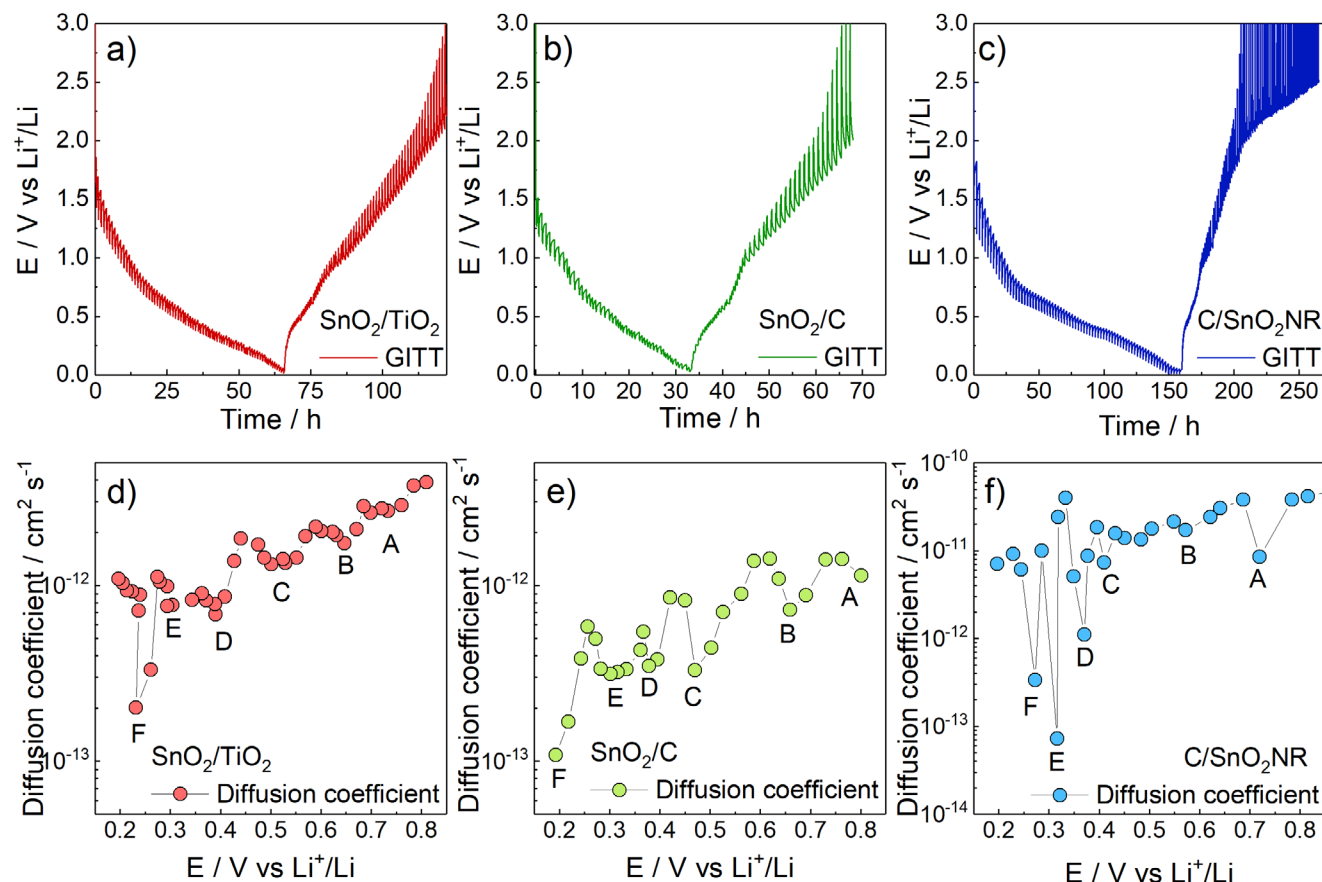 a)
E / V vs Li⁺/Li
3.0
2.5
2.0
1.5
1.0
0.5
0.0
SnO₂/TiO₂
GITT
0 25 50 75 100
Time / h
b)
E / V vs Li⁺/Li
3.0
2.5
2.0
1.5
1.0
0.5
0.0
SnO₂/C
GITT
0 10 20 30 40 50 60 70
Time / h
c)
E / V vs Li⁺/Li
3.0
2.5
2.0
1.5
1.0
0.5
0.0
C/SnO₂NR
GITT
0 50 100 150 200 250
Time / h
d)
Diffusion coefficient / cm² s⁻¹
10⁻¹²
10⁻¹³
A
B
C
D
E
F
SnO₂/TiO₂
Diffusion coefficient
0.2 0.3 0.4 0.5 0.6 0.7 0.8
E / V vs Li⁺/Li
e)
Diffusion coefficient / cm² s⁻¹
10⁻¹²
10⁻¹³
A
B
C
D
E
F
SnO₂/C
Diffusion coefficient
0.2 0.3 0.4 0.5 0.6 0.7 0.8
E / V vs Li⁺/Li
f)
Diffusion coefficient / cm² s⁻¹
10⁻¹⁰
10⁻¹¹
10⁻¹²
10⁻¹³
10⁻¹⁴
A
B
C
D
E
F
C/SnO₂NR
Diffusion coefficient
0.2 0.3 0.4 0.5 0.6 0.7 0.8
E / V vs Li⁺/Li